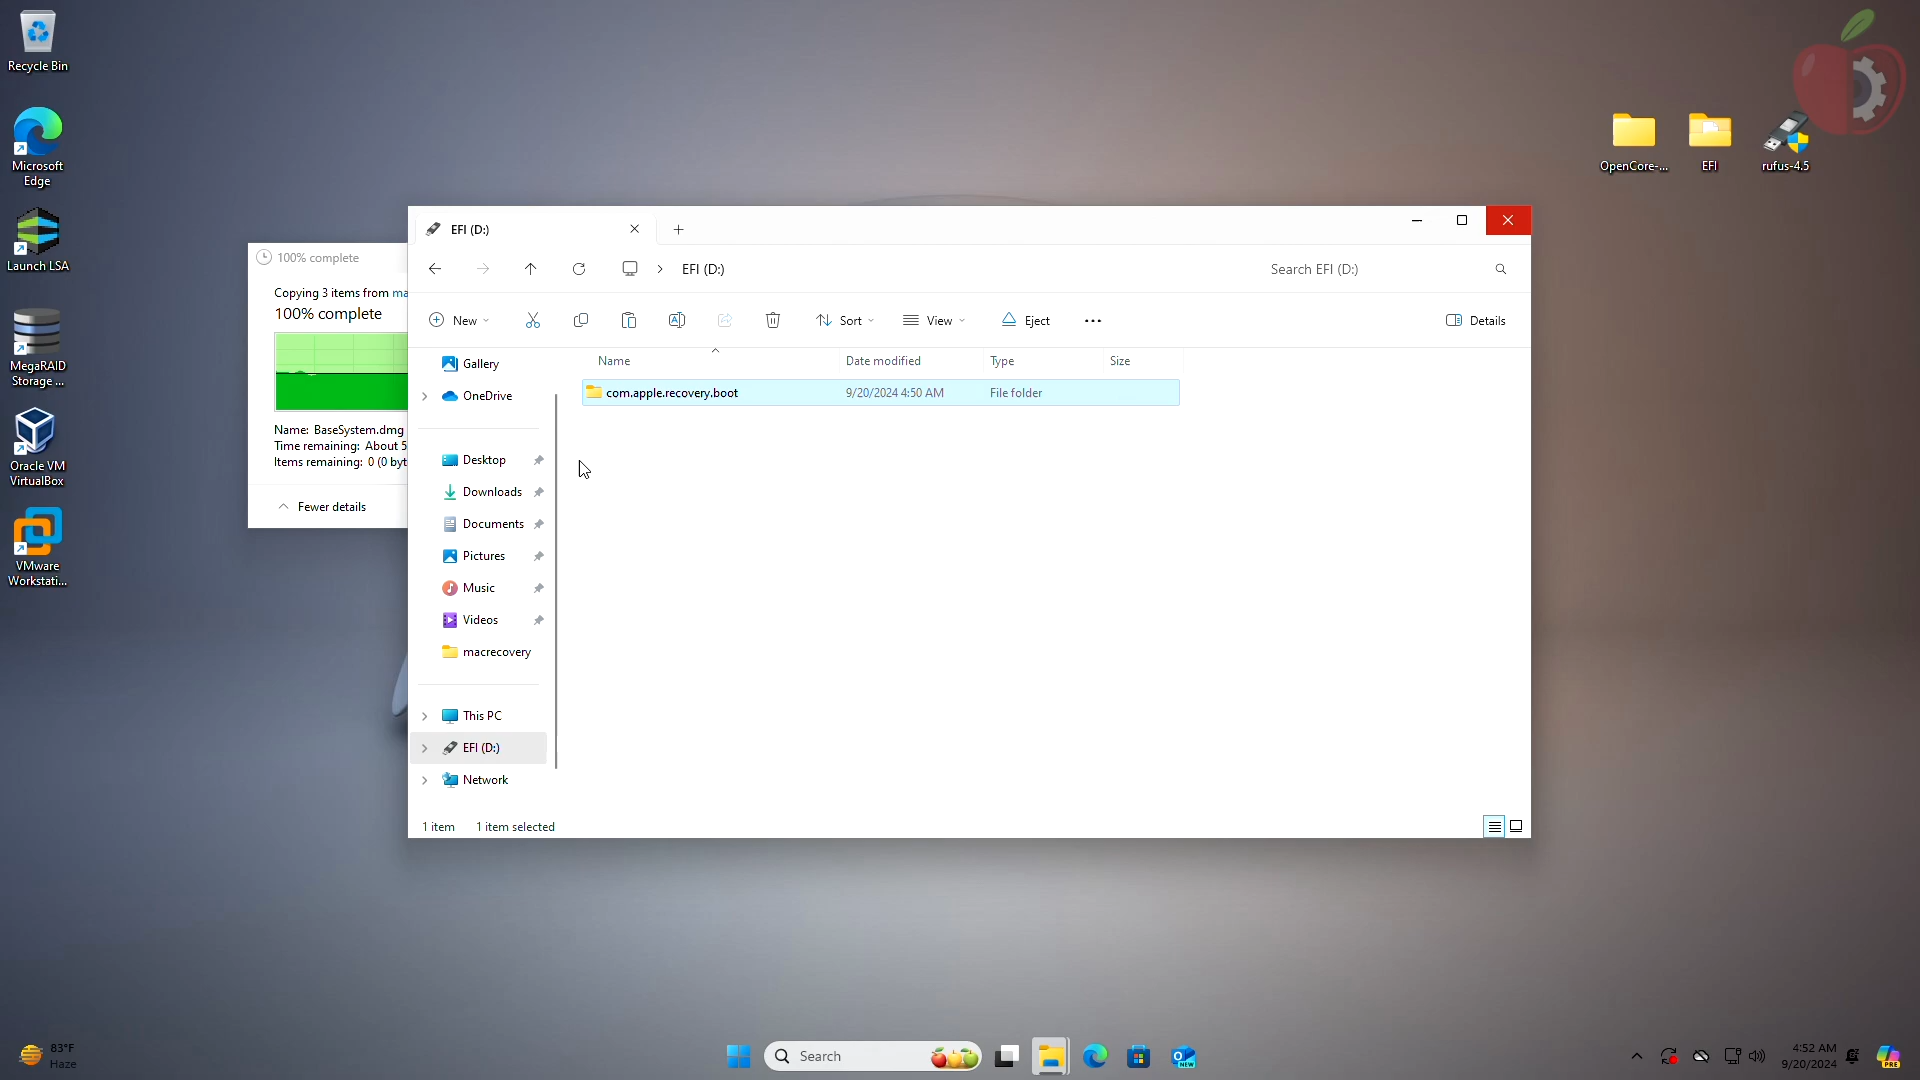 Recycle Bin
Microsoft
Edge
Launch LSA
MegaRAID
Storage ...
Oracle VM
VirtualBox
VMware
Workstati...
OpenCore-...
EFI
rufus-4.5
100% complete
Copying 3 items from ma
100% complete
Name: BaseSystem.dmg
Time remaining: About 5
Items remaining: 0 (0 byt
Fewer details
EFI (D:)
EFI (D:)
Search EFI (D:)
New
Sort
View
Eject
Details
Gallery
OneDrive
Desktop
Downloads
Documents
Pictures
Music
Videos
macrecovery
This PC
EFI (D:)
Network
Name Date modified Type Size
com.apple.recovery.boot 9/20/2024 4:50 AM File folder
1 item 1 item selected
83°F
Haze
Search
NEW
4:52 AM
9/20/2024
PRE